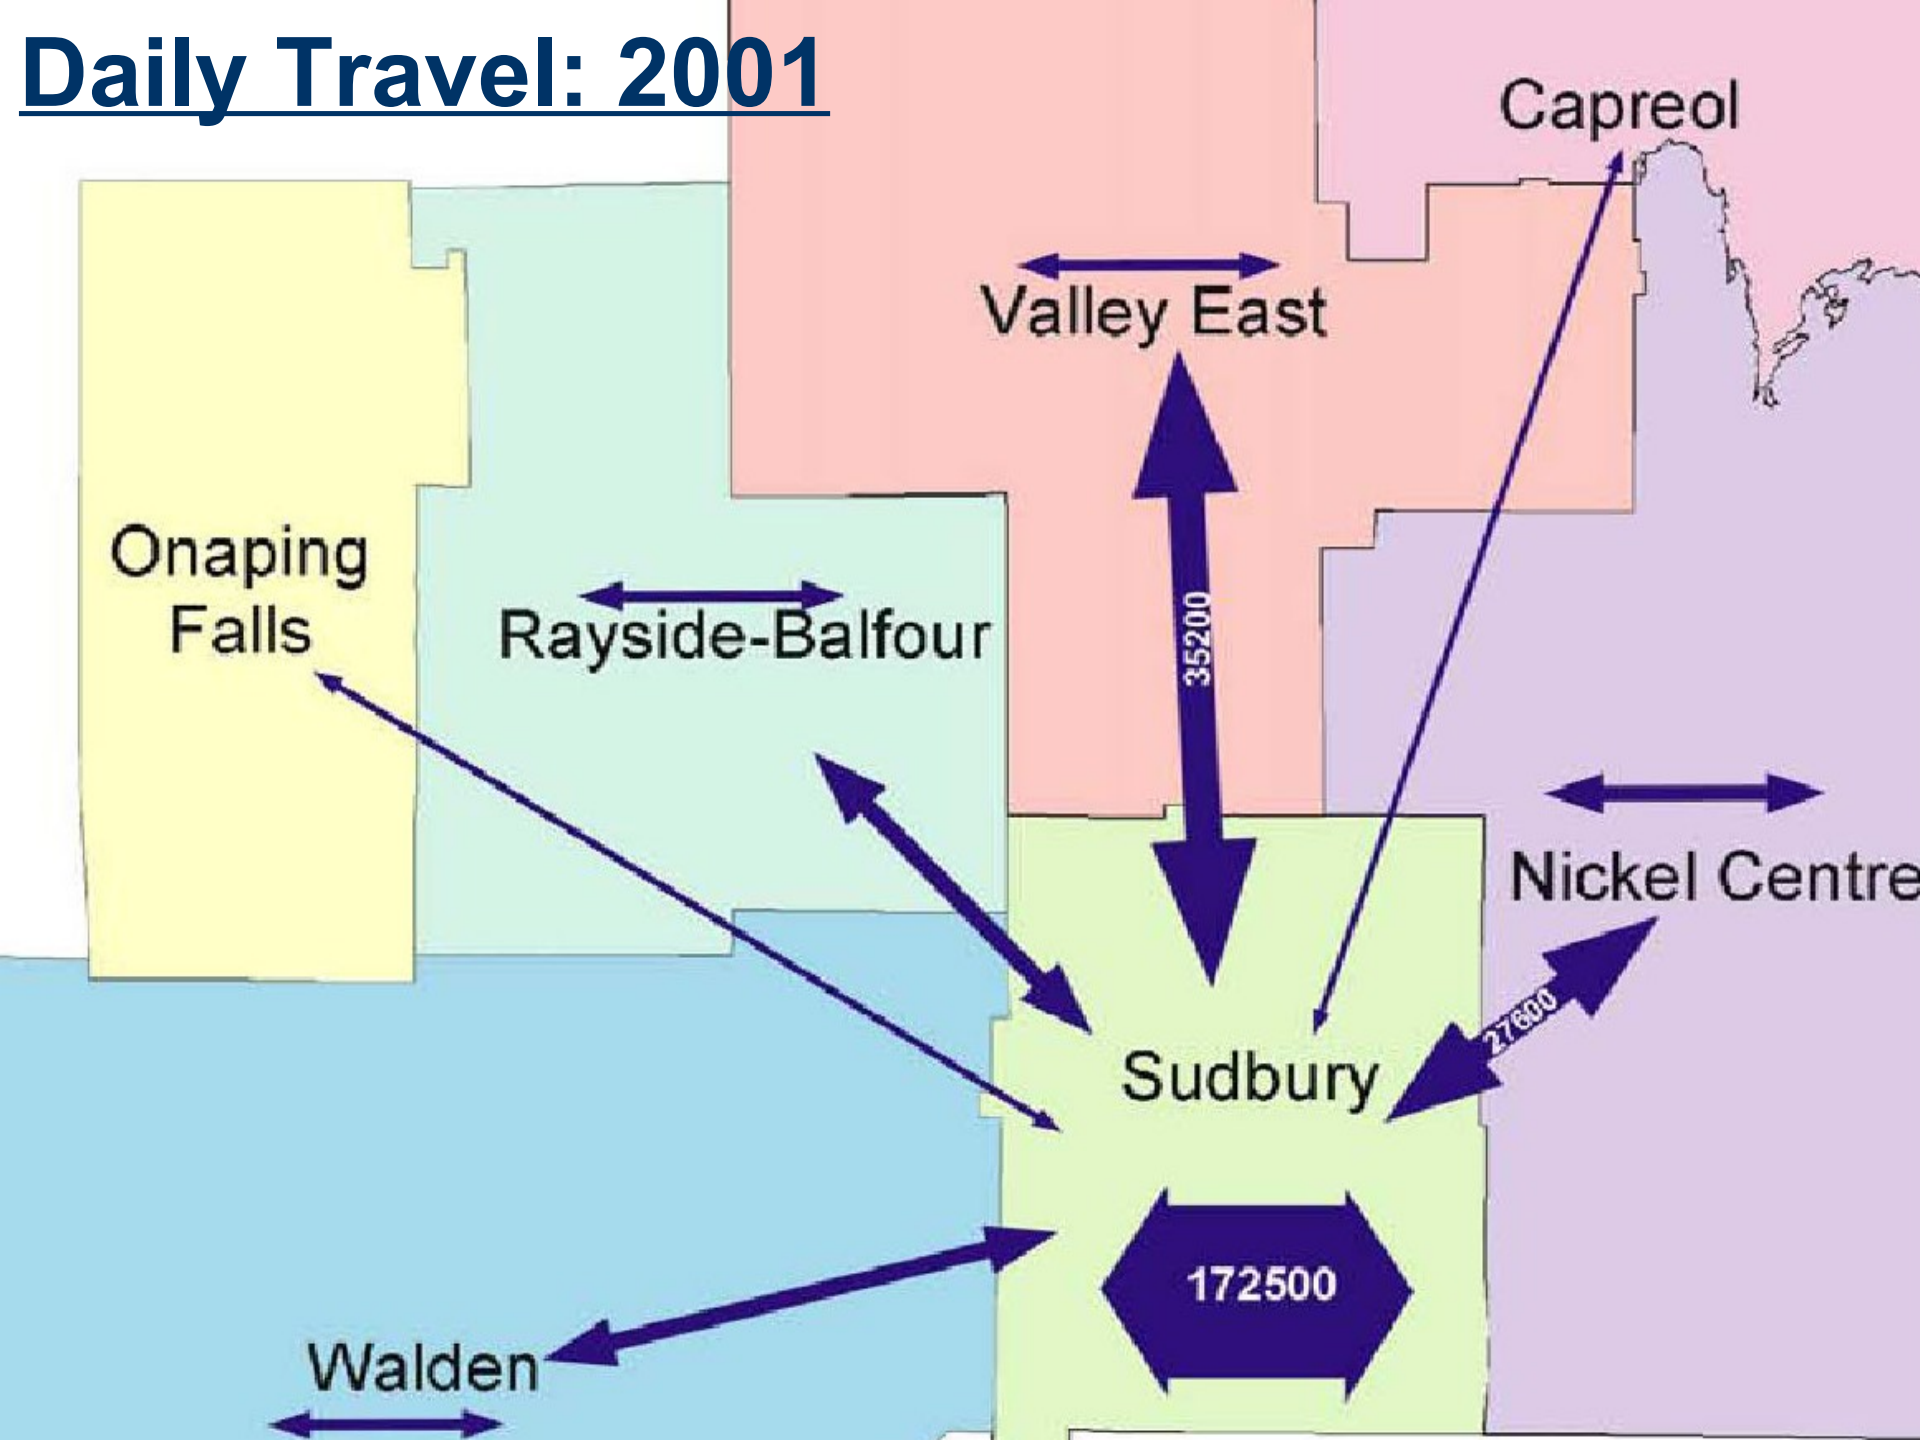 Daily Travel: 2001
Capreol
Valley East
Onaping
Falls
Rayside-Balfour
35200
Nickel Centre
27600
Sudbury
172500
Walden